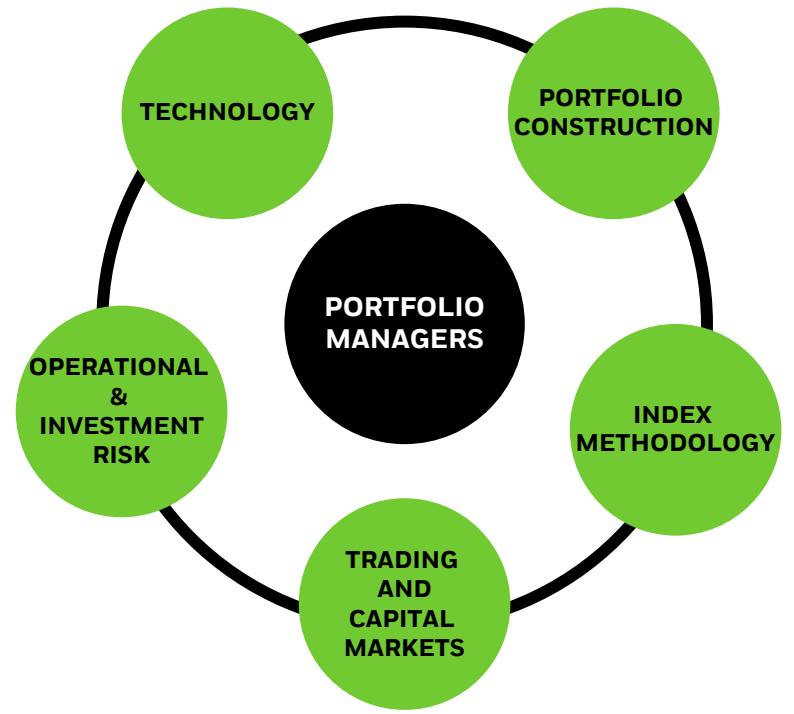 TECHNOLOGY
PORTFOLIO
CONSTRUCTION
PORTFOLIO
MANAGERS
OPERATIONAL
&
INVESTMENT
RISK
INDEX
METHODOLOGY
TRADING
AND
CAPITAL
MARKETS